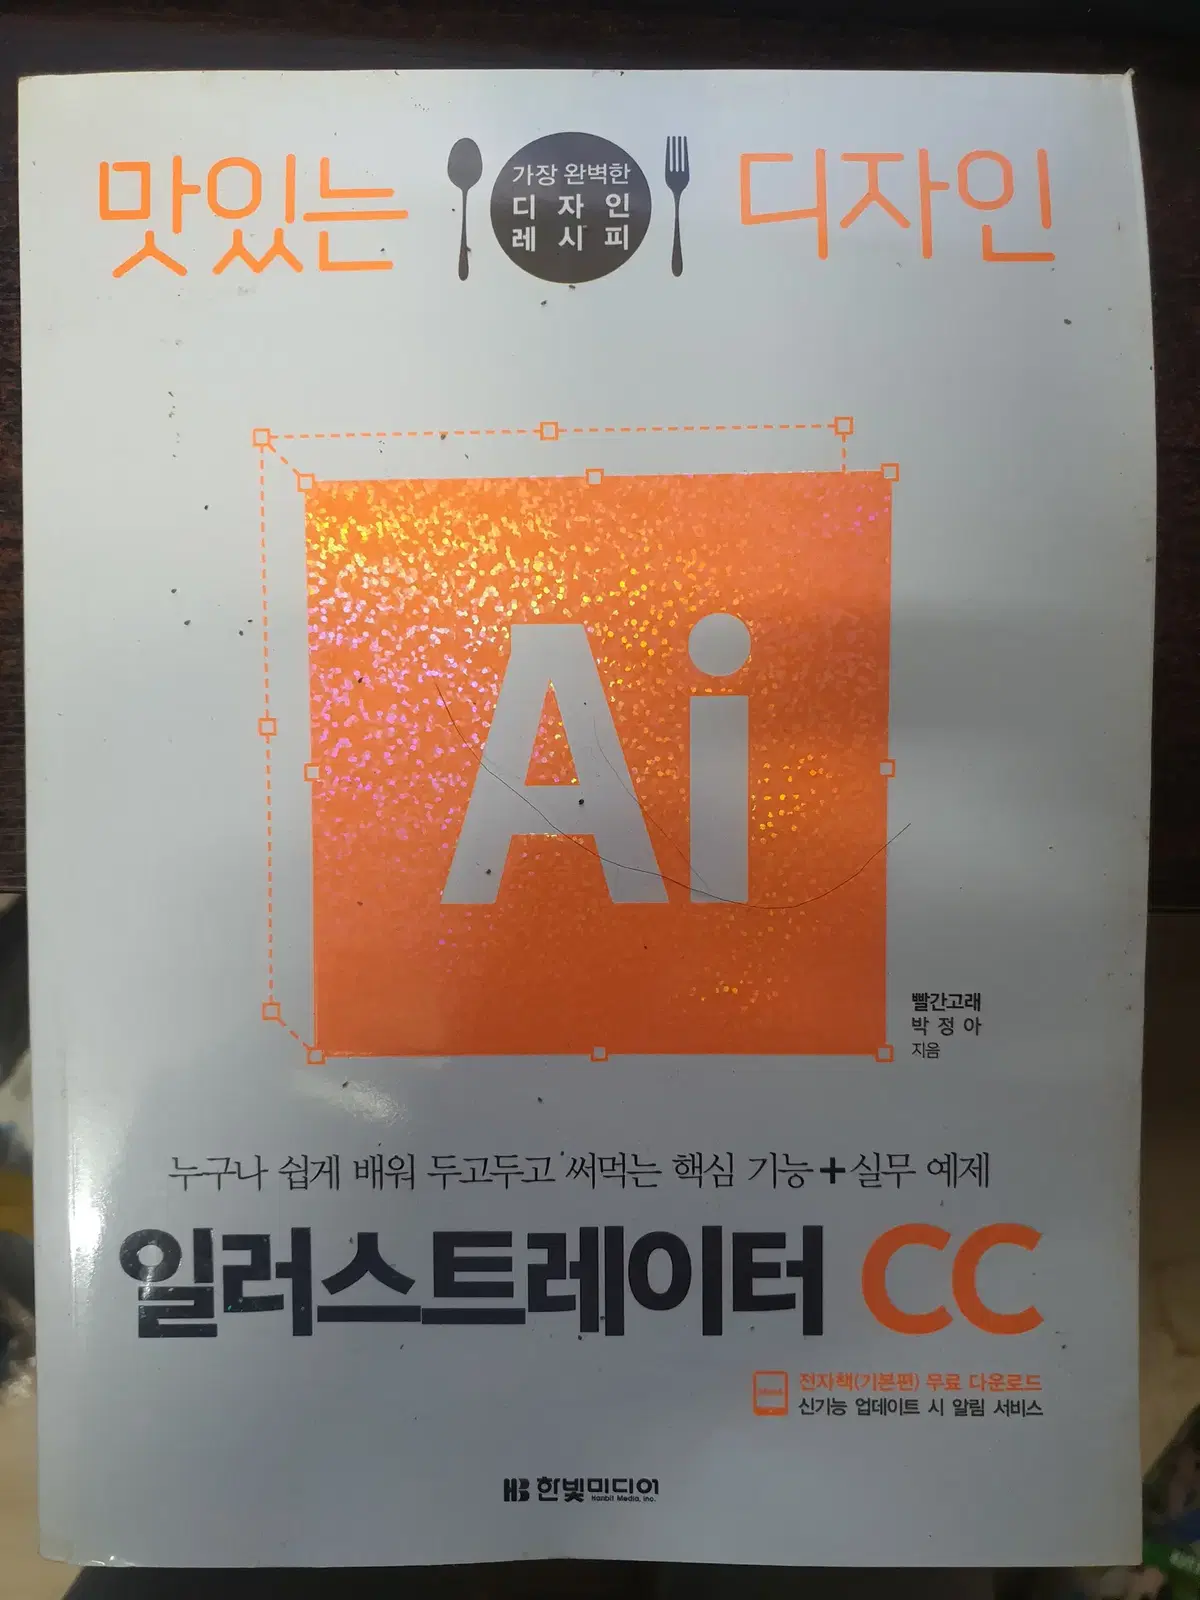 맛있는 디자인
가장 완벽한
디자인
레시피
Ai
빨간고래
박정아
지음
누구나 쉽게 배워 두고두고 써먹는 핵심 기능+실무 예제
일러스트레이터 CC
전자책(기본편) 무료 다운로드
신기능 업데이트 시 알림 서비스
HB 한빛미디어
Hanbit Media, Inc.